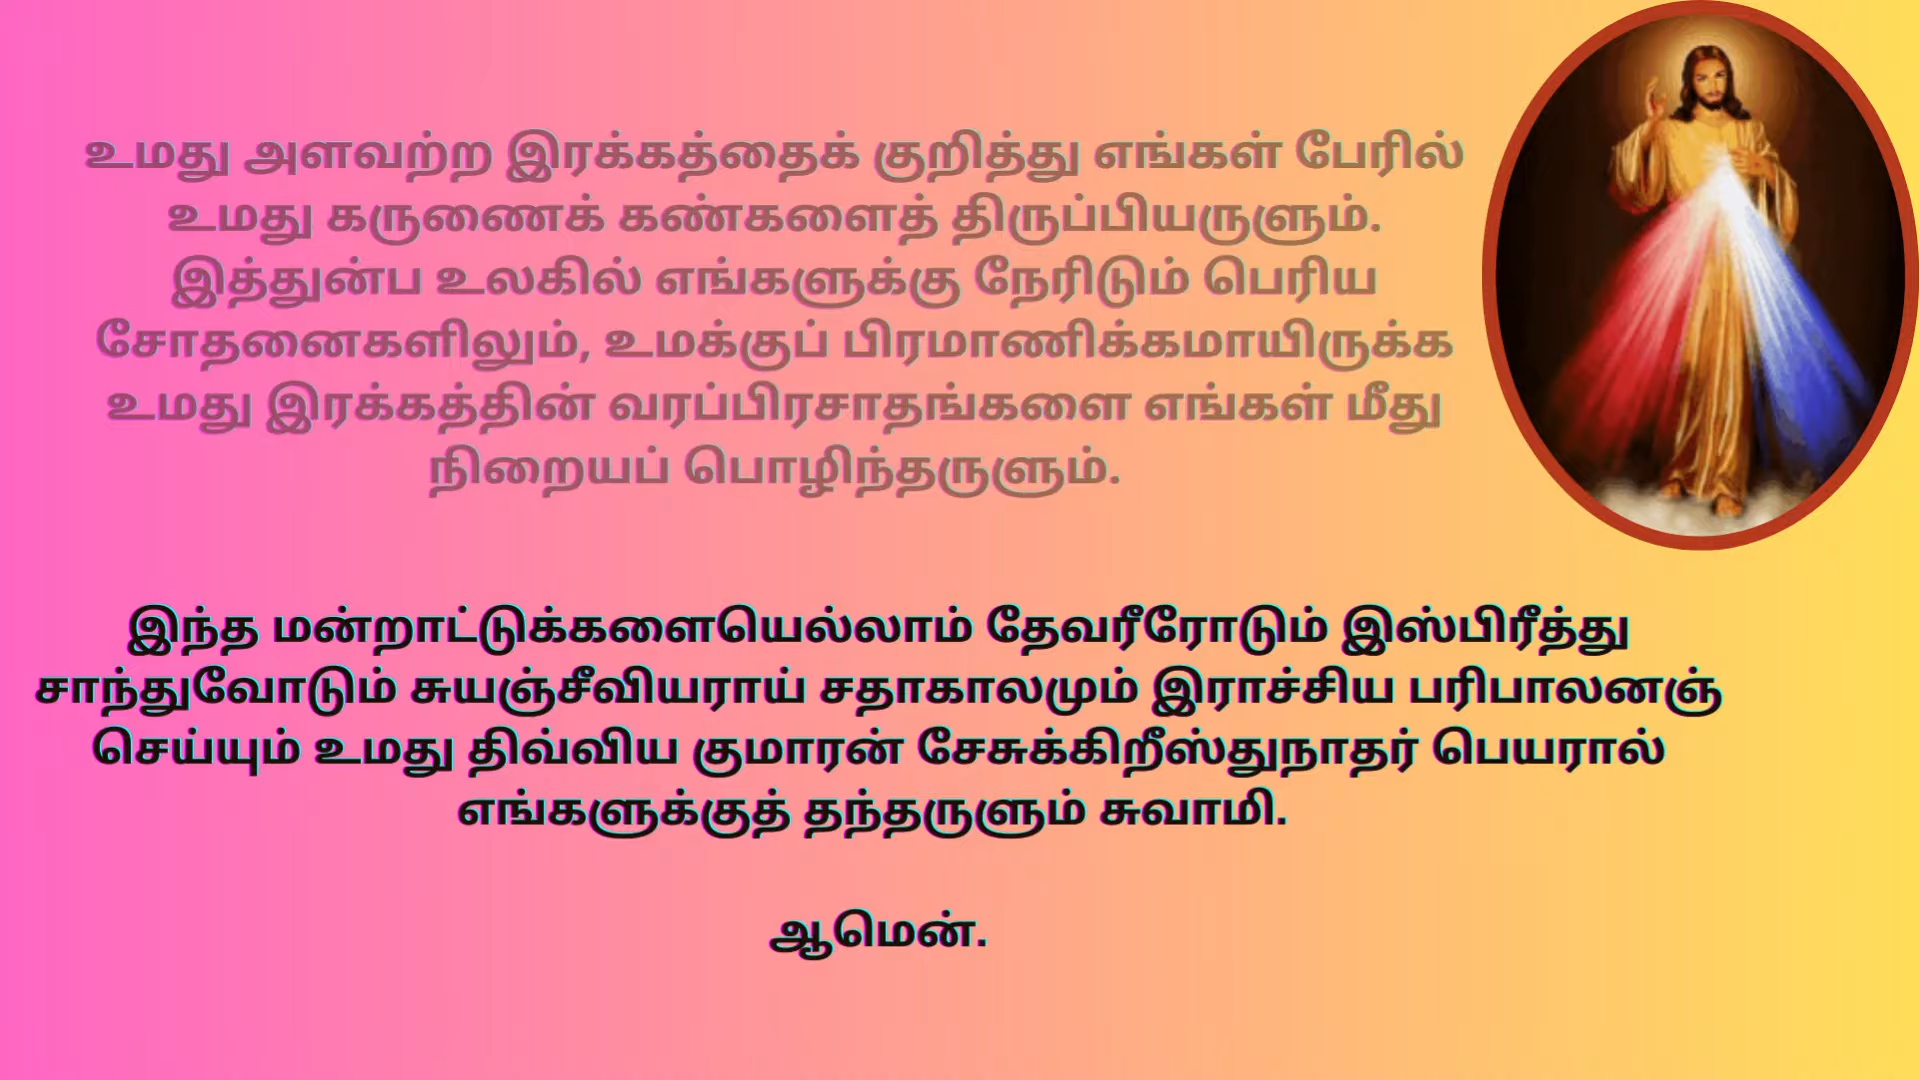 உமது அளவற்ற இரக்கத்தைக் குறித்து எங்கள் பேரில்
உமது கருணைக் கண்களைத் திருப்பியருளும்.
இத்துன்ப உலகில் எங்களுக்கு நேரிடும் பெரிய
சோதனைகளிலும், உமக்குப் பிரமாணிக்கமாயிருக்க
உமது இரக்கத்தின் வரப்பிரசாதங்களை எங்கள் மீது
நிறையப் பொழிந்தருளும்.
இந்த மன்றாட்டுக்களையெல்லாம் தேவரீரோடும் இஸ்பிரீத்து
சாந்துவோடும் சுயஞ்சீவியராய் சதாகாலமும் இராச்சிய பரிபாலனஞ்
செய்யும் உமது திவ்விய குமாரன் சேசுக்கிறீஸ்துநாதர் பெயரால்
எங்களுக்குத் தந்தருளும் சுவாமி.
ஆமென்.